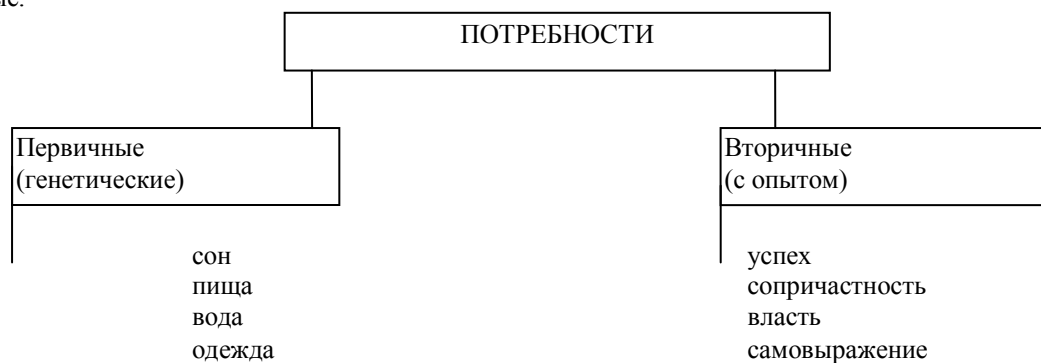 ПОТРЕБНОСТИ
Первичные
(генетические)
Вторичные
(с опытом)
сон
пища
вода
одежда
успех
сопричастность
власть
самовыражение